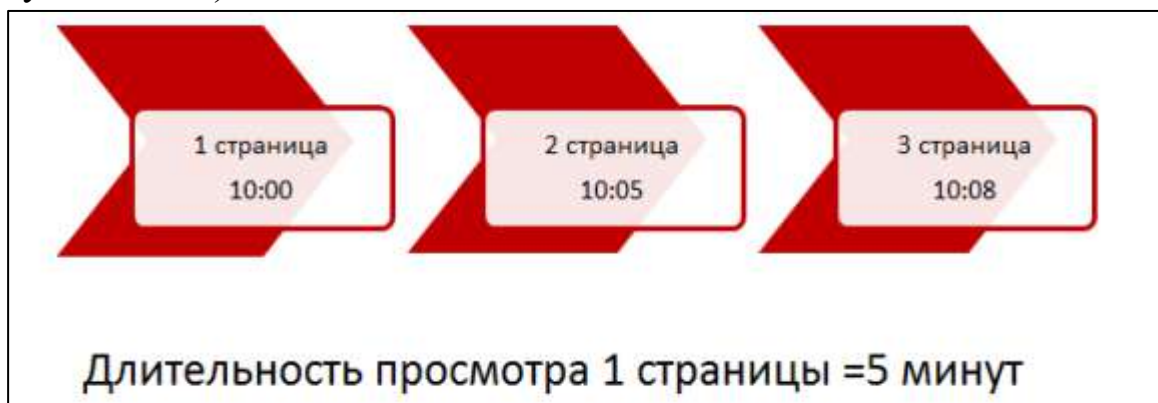 1 страница
10:00
2 страница
10:05
3 страница
10:08
Длительность просмотра 1 страницы =5 минут